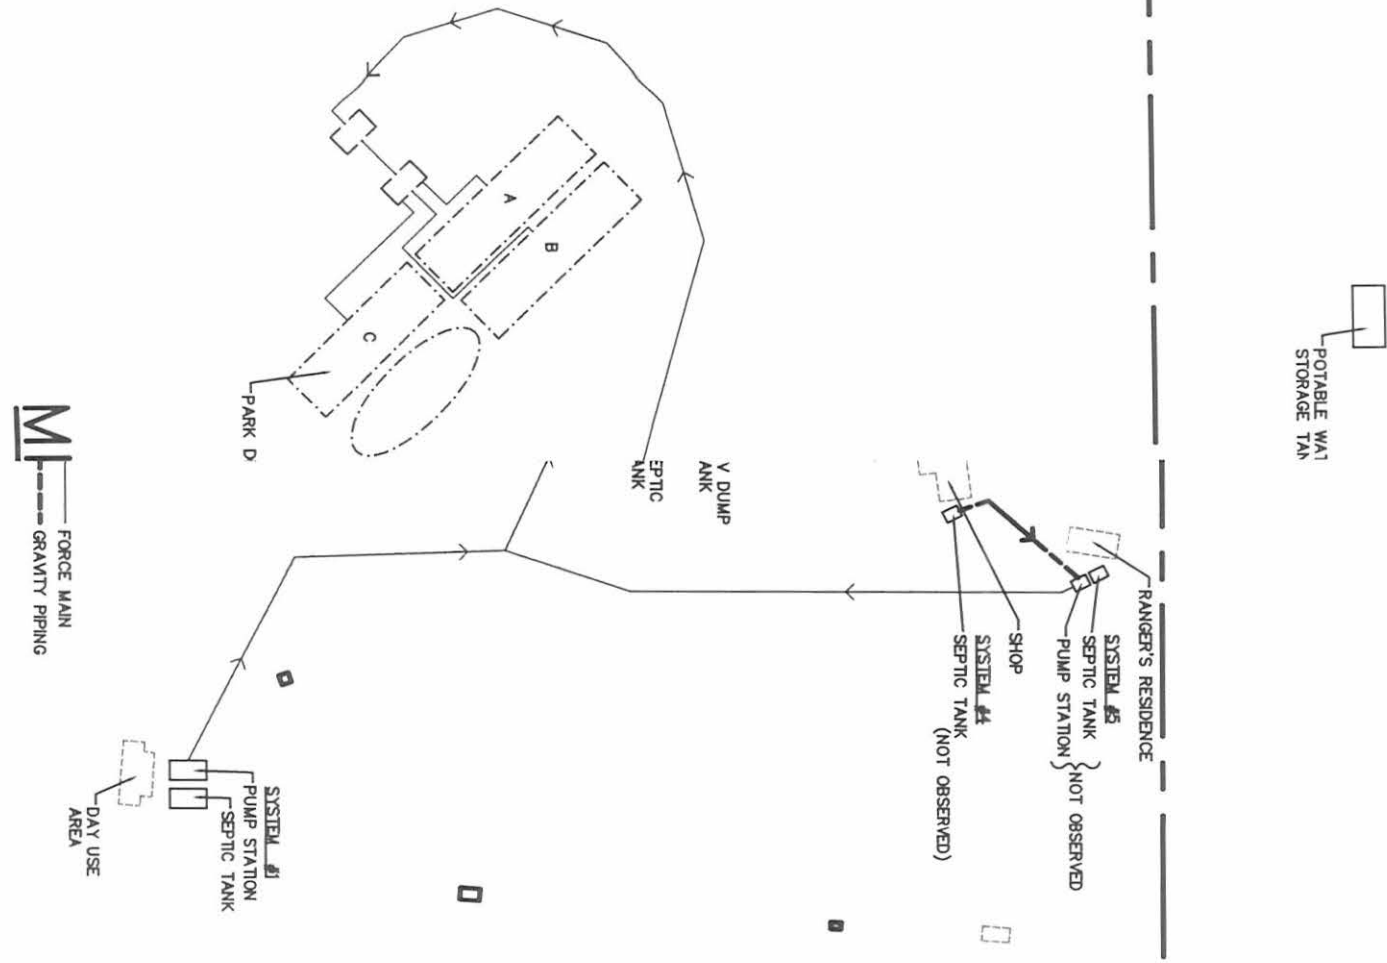 POTABLE WAT
STORAGE TAN
A
B
C
PARK D
V DUMP
ANK
EPTIC
ANK
RANGER'S RESIDENCE
SYSTEM #5
SEPTIC TANK
PUMP STATION
NOT OBSERVED
SHOP
SYSTEM #4
SEPTIC TANK
(NOT OBSERVED)
FORCE MAIN
GRAVITY PIPING
SYSTEM #1
PUMP STATION
SEPTIC TANK
DAY USE
AREA